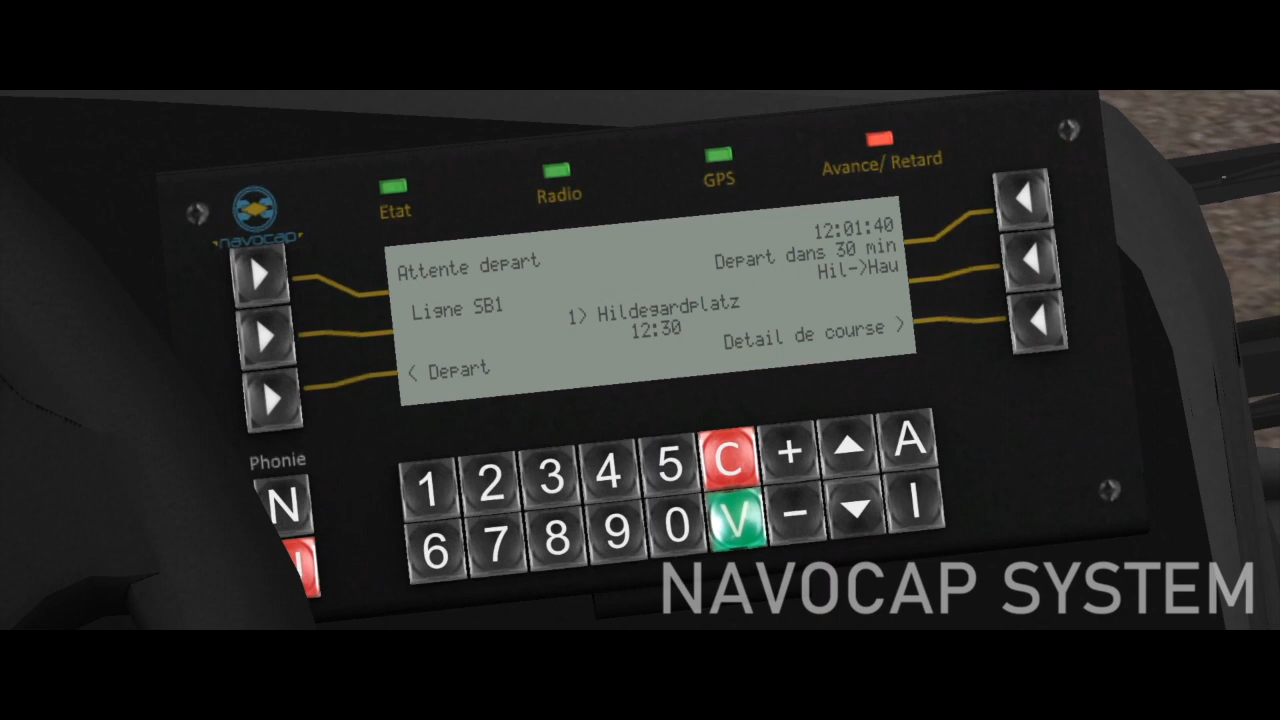 Etat
Radio
GPS
Avance/ Retard
navocap
Attente depart
12:01:40
Depart dans 30 min
Hil->Hau
Ligne SB1
1> Hildegardplatz
12:30
Detail de course >
< Depart
Phonie
N
1 2 3 4 5 C + A
6 7 8 9 0 V - I
NAVOCAP SYSTEM